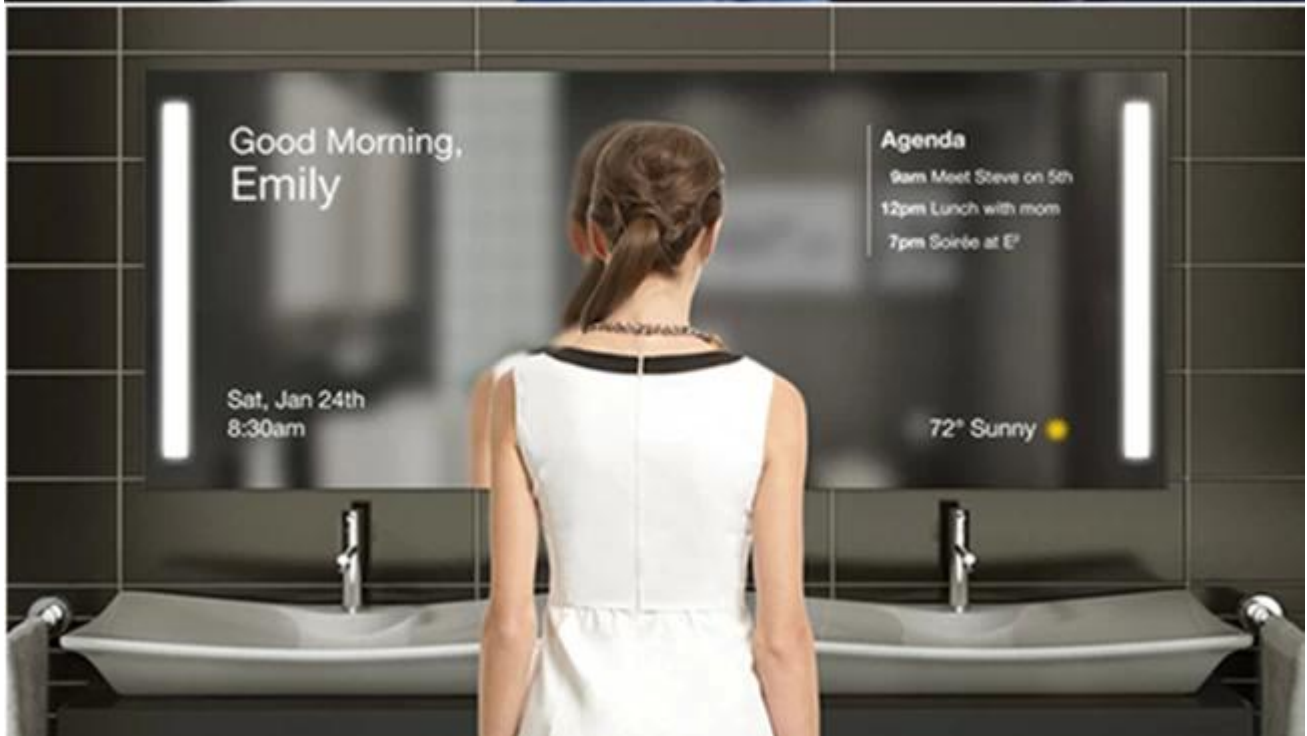 Good Morning,
Emily
Agenda
9am Meet Steve on 5th
12pm Lunch with mom
7pm Soirée at E²
Sat, Jan 24th
8:30am
72° Sunny